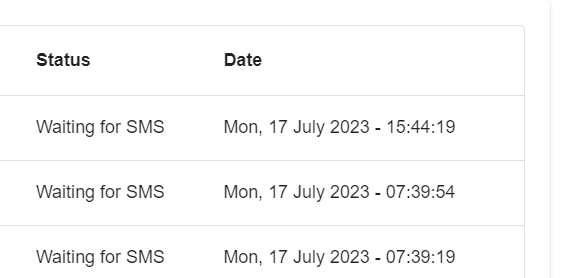 Status Date
Waiting for SMS Mon, 17 July 2023 - 15:44:19
Waiting for SMS Mon, 17 July 2023 - 07:39:54
Waiting for SMS Mon, 17 July 2023 - 07:39:19